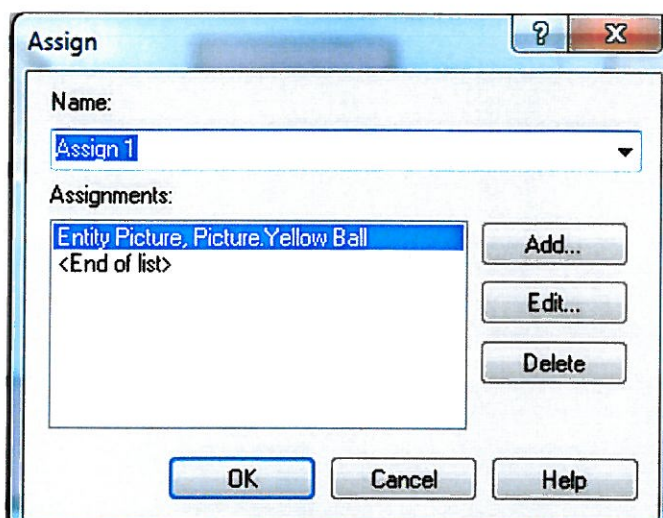 Assign
Name:
Assign 1
Assignments:
Entity Picture, Picture.Yellow Ball
<End of list>
Add...
Edit...
Delete
OK
Cancel
Help